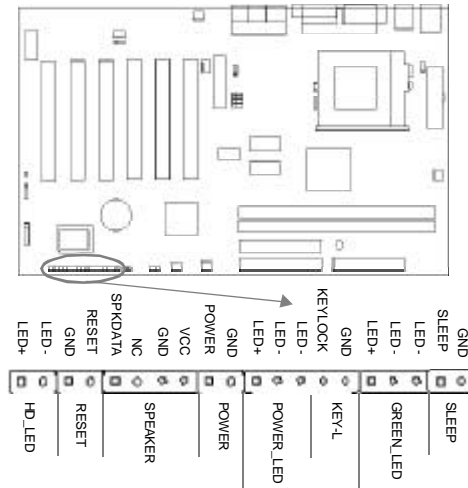 LED+
LED -
GND
RESET
SPKDATA
NC
GND
VCC
POWER
GND
LED+
LED -
LED -
KEYLOCK
GND
LED+
LED -
LED -
SLEEP
GND
HD_LED
RESET
SPEAKER
POWER
POWER_LED
KEY-L
GREEN_LED
SLEEP